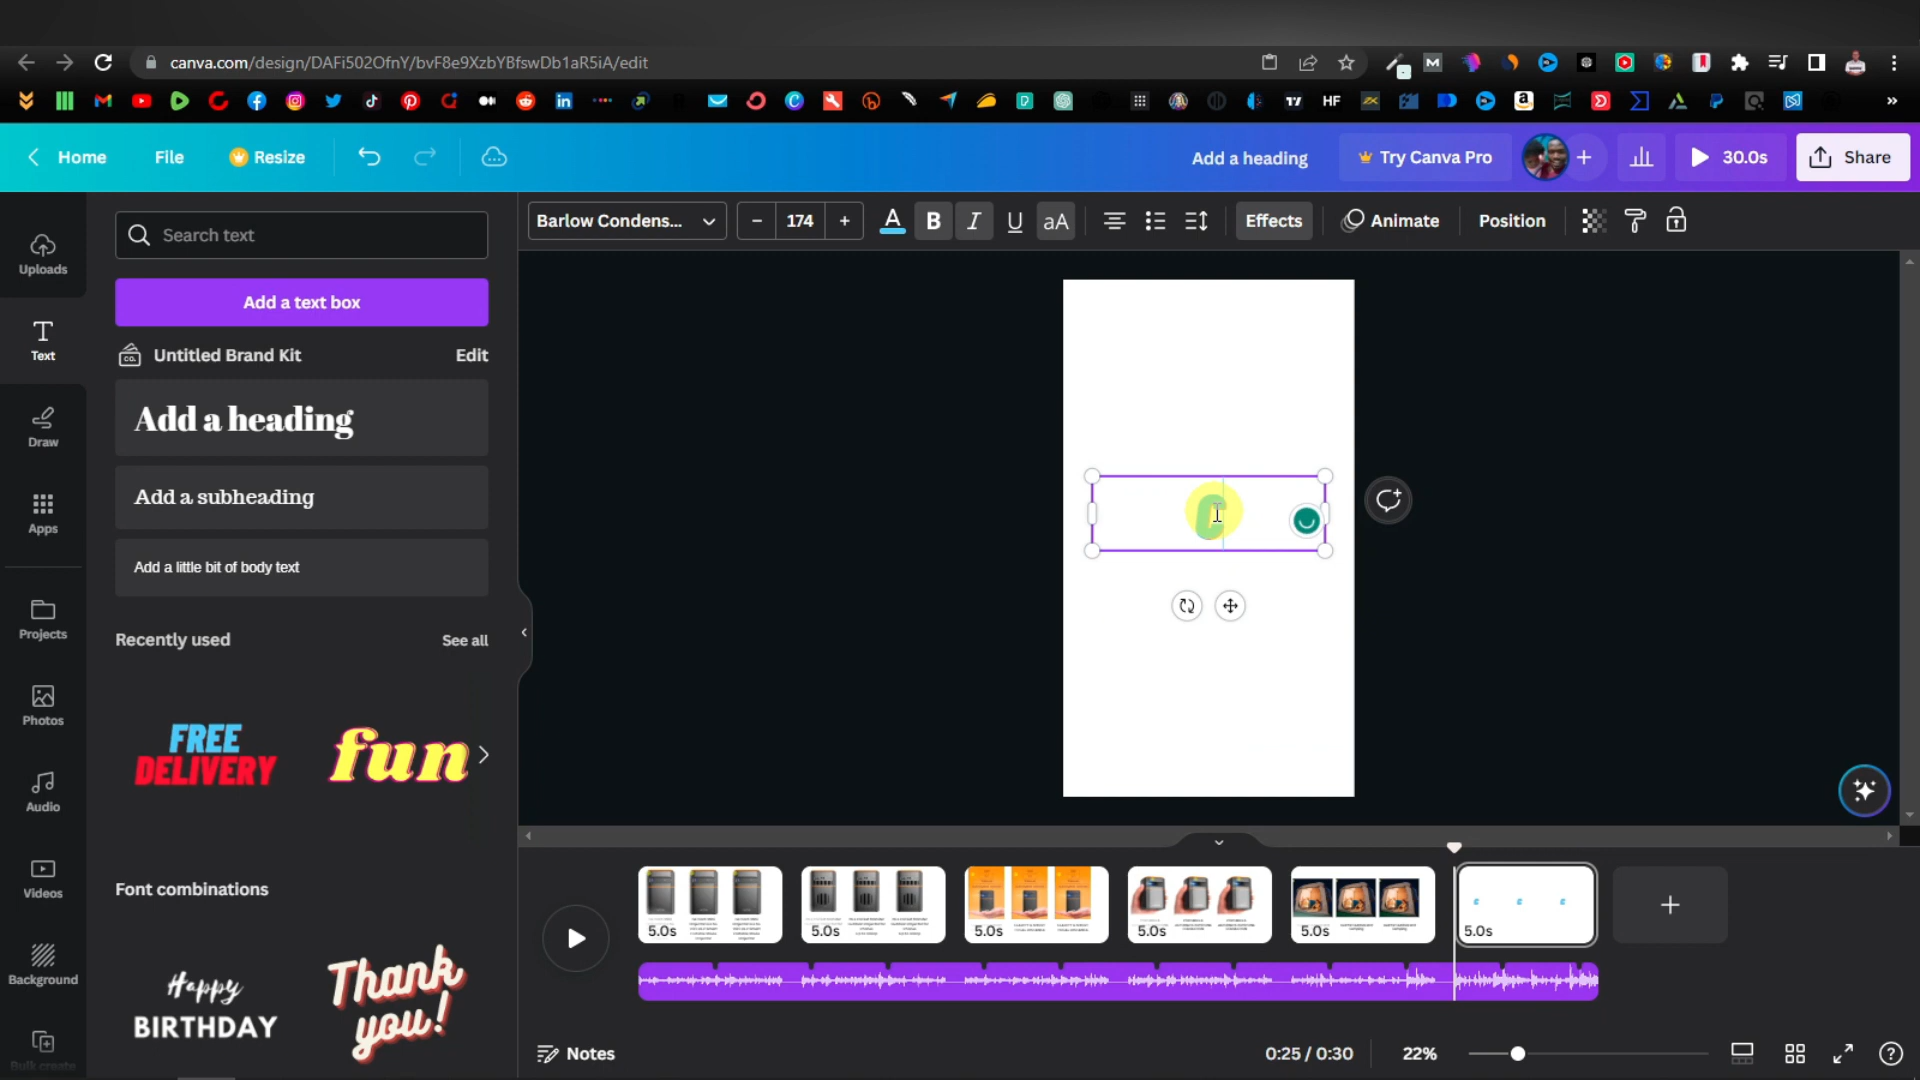 canva.com/design/DAFi502OfnY/bvF8e9XzbYBfswDb1aR5iA/edit
HF
Home
File
Resize
Add a heading
Try Canva Pro
30.0s
Share
Uploads
Text
Draw
Apps
Projects
Photos
Audio
Videos
Background
Bulk create
Search text
Add a text box
Untitled Brand Kit
Edit
Add a heading
Add a subheading
Add a little bit of body text
Recently used
See all
FREE
DELIVERY
fun
Font combinations
Happy
BIRTHDAY
Thank
you!
Barlow Condens...
174
Effects
Animate
Position
C
5.0s
5.0s
5.0s
5.0s
5.0s
5.0s
Notes
0:25 / 0:30
22%